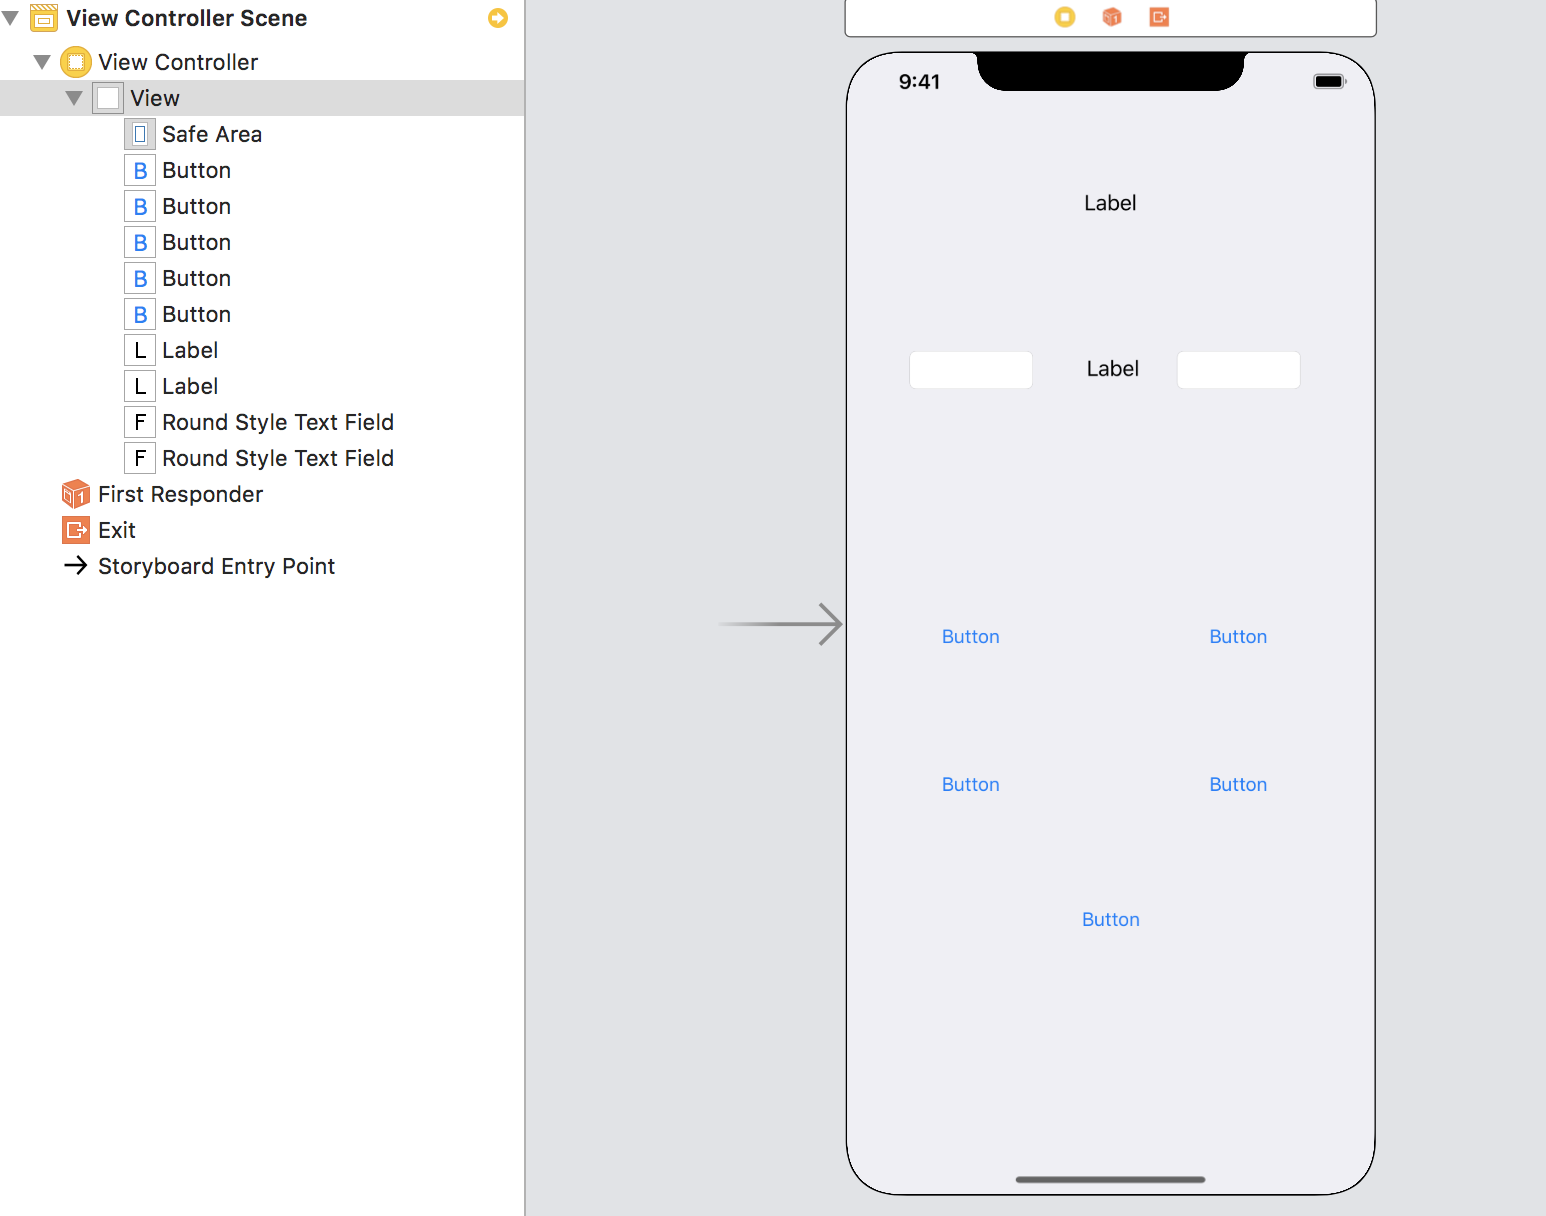 View Controller Scene
View Controller
View
Safe Area
B Button
B Button
B Button
B Button
B Button
L Label
L Label
F Round Style Text Field
F Round Style Text Field
1 First Responder
Exit
Storyboard Entry Point
1
9:41
Label
Label
Button Button
Button Button
Button